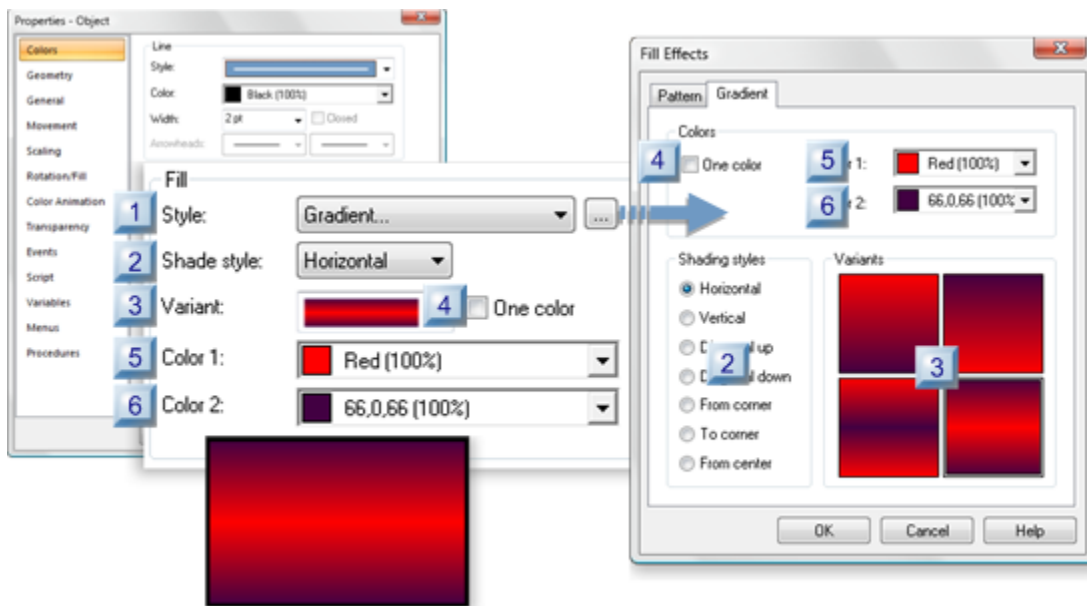 Properties - Object
Colors
Geometry
General
Movement
Scaling
Rotation/Fill
Color Animation
Transparency
Events
Script
Variables
Menus
Procedures
Line
Style:
Color: Black (100%)
Width: 2 pt Closed
Arrowheads:
Fill
1 Style: Gradient... ...
2 Shade style: Horizontal
3 Variant: 4 One color
5 Color 1: Red (100%)
6 Color 2: 66,0,66 (100%)
Fill Effects
Pattern Gradient
Colors
4 One color 5 1: Red (100%)
6 2: 66,0,66 (100%
Shading styles
Horizontal
Vertical
up
2
down
From corner
To corner
From center
Variants
3
OK Cancel Help